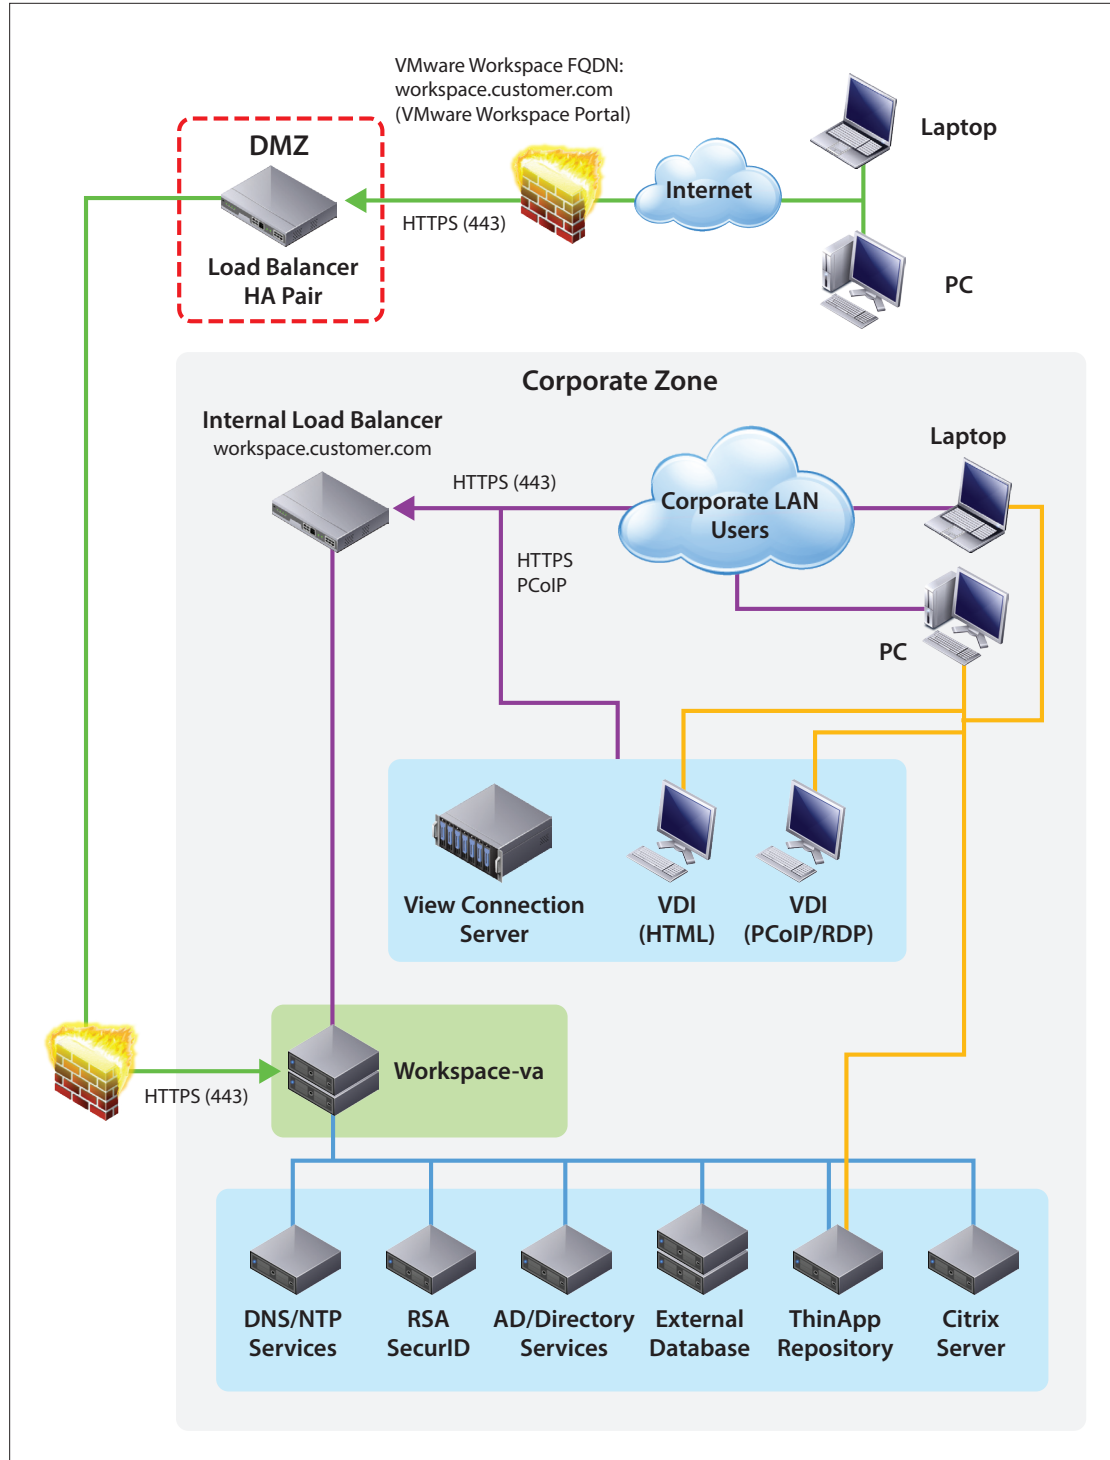 VMware Workspace FQDN:
workspace.customer.com
(VMware Workspace Portal)
DMZ
Load Balancer
HA Pair
HTTPS (443)
Internet
Laptop
PC
Corporate Zone
Internal Load Balancer
workspace.customer.com
HTTPS (443)
Corporate LAN
Users
Laptop
HTTPS
PCoIP
PC
View Connection
Server
VDI
(HTML)
VDI
(PCoIP/RDP)
Workspace-va
HTTPS (443)
DNS/NTP
Services
RSA
SecurID
AD/Directory
Services
External
Database
ThinApp
Repository
Citrix
Server